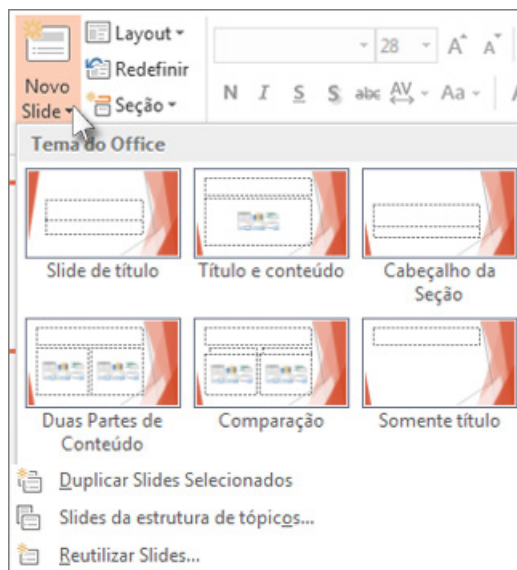 Novo
Slide
Layout
Redefinir
Seção
28
A A
N I S S abc AV Aa
Tema do Office
Slide de título
Título e conteúdo
Cabeçalho da
Seção
Duas Partes de
Conteúdo
Comparação
Somente título
Duplicar Slides Selecionados
Slides da estrutura de tópicos...
Reutilizar Slides...